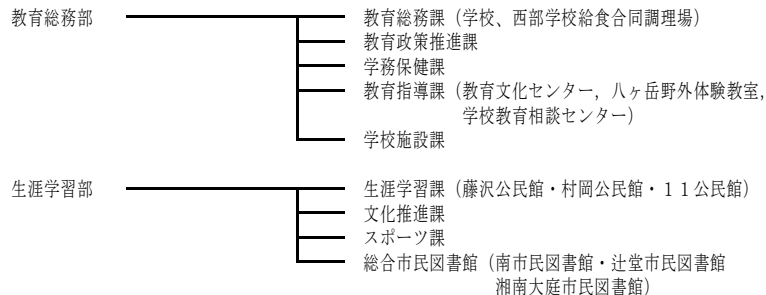 教育総務部 教育総務課（学校、西部学校給食合同調理場）
教育政策推進課
学務保健課
教育指導課（教育文化センター，八ヶ岳野外体験教室，
学校教育相談センター）
学校施設課
生涯学習部 生涯学習課（藤沢公民館・村岡公民館・１１公民館）
文化推進課
スポーツ課
総合市民図書館（南市民図書館・辻堂市民図書館
湘南大庭市民図書館）